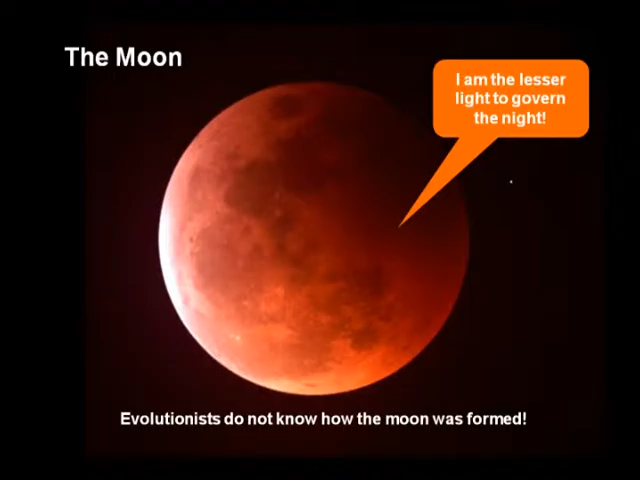 The Moon
I am the lesser
light to govern
the night!
Evolutionists do not know how the moon was formed!